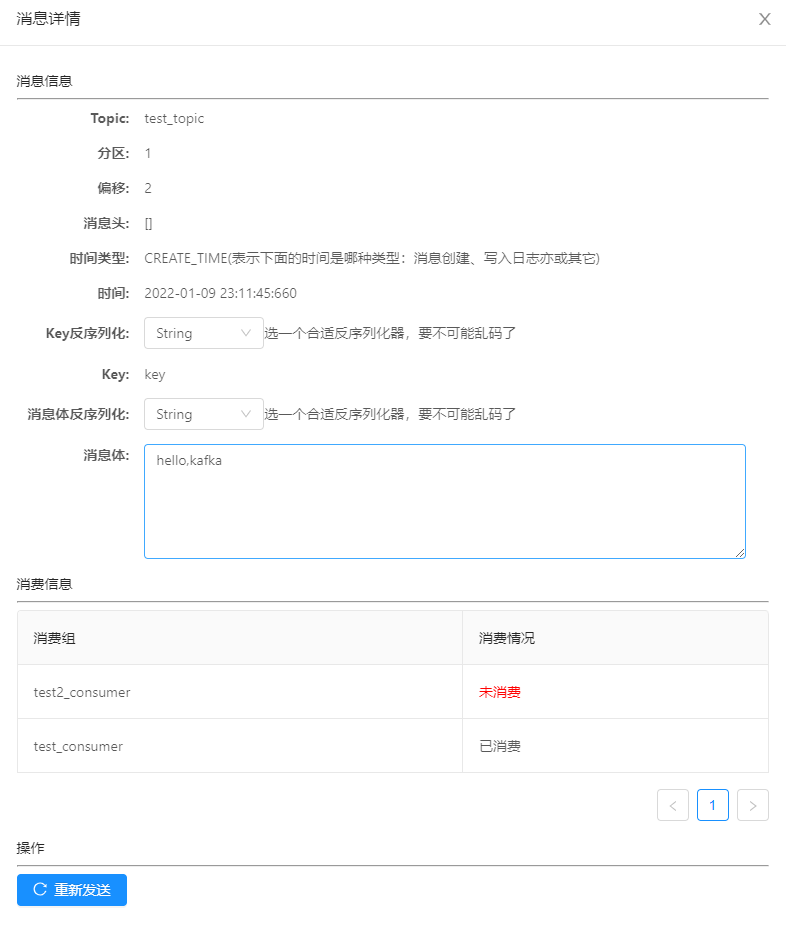 消息详情
消息信息
Topic: test_topic
分区: 1
偏移: 2
消息头: []
时间类型: CREATE_TIME(表示下面的时间是哪种类型：消息创建、写入日志亦或其它)
时间: 2022-01-09 23:11:45:660
Key反序列化: String 选一个合适反序列化器，要不可能乱码了
Key: key
消息体反序列化: String 选一个合适反序列化器，要不可能乱码了
消息体: hello,kafka
消费信息
消费组 消费情况
test2_consumer 未消费
test_consumer 已消费
< 1 >
操作
重新发送